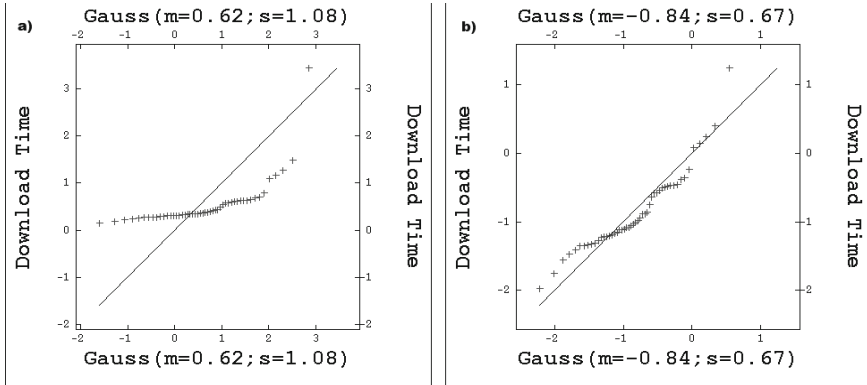 a)
Gauss(m=0.62;s=1.08)
-2 -1 0 1 2 3
Download Time
3 2 1 0 -1 -2
3 2 1 0 -1 -2
Download Time
-2 -1 0 1 2 3
Gauss(m=0.62;s=1.08)
b)
Gauss(m=-0.84;s=0.67)
-2 -1 0 1
Download Time
1 0 -1 -2
1 0 -1 -2
Download Time
-2 -1 0 1
Gauss(m=-0.84;s=0.67)